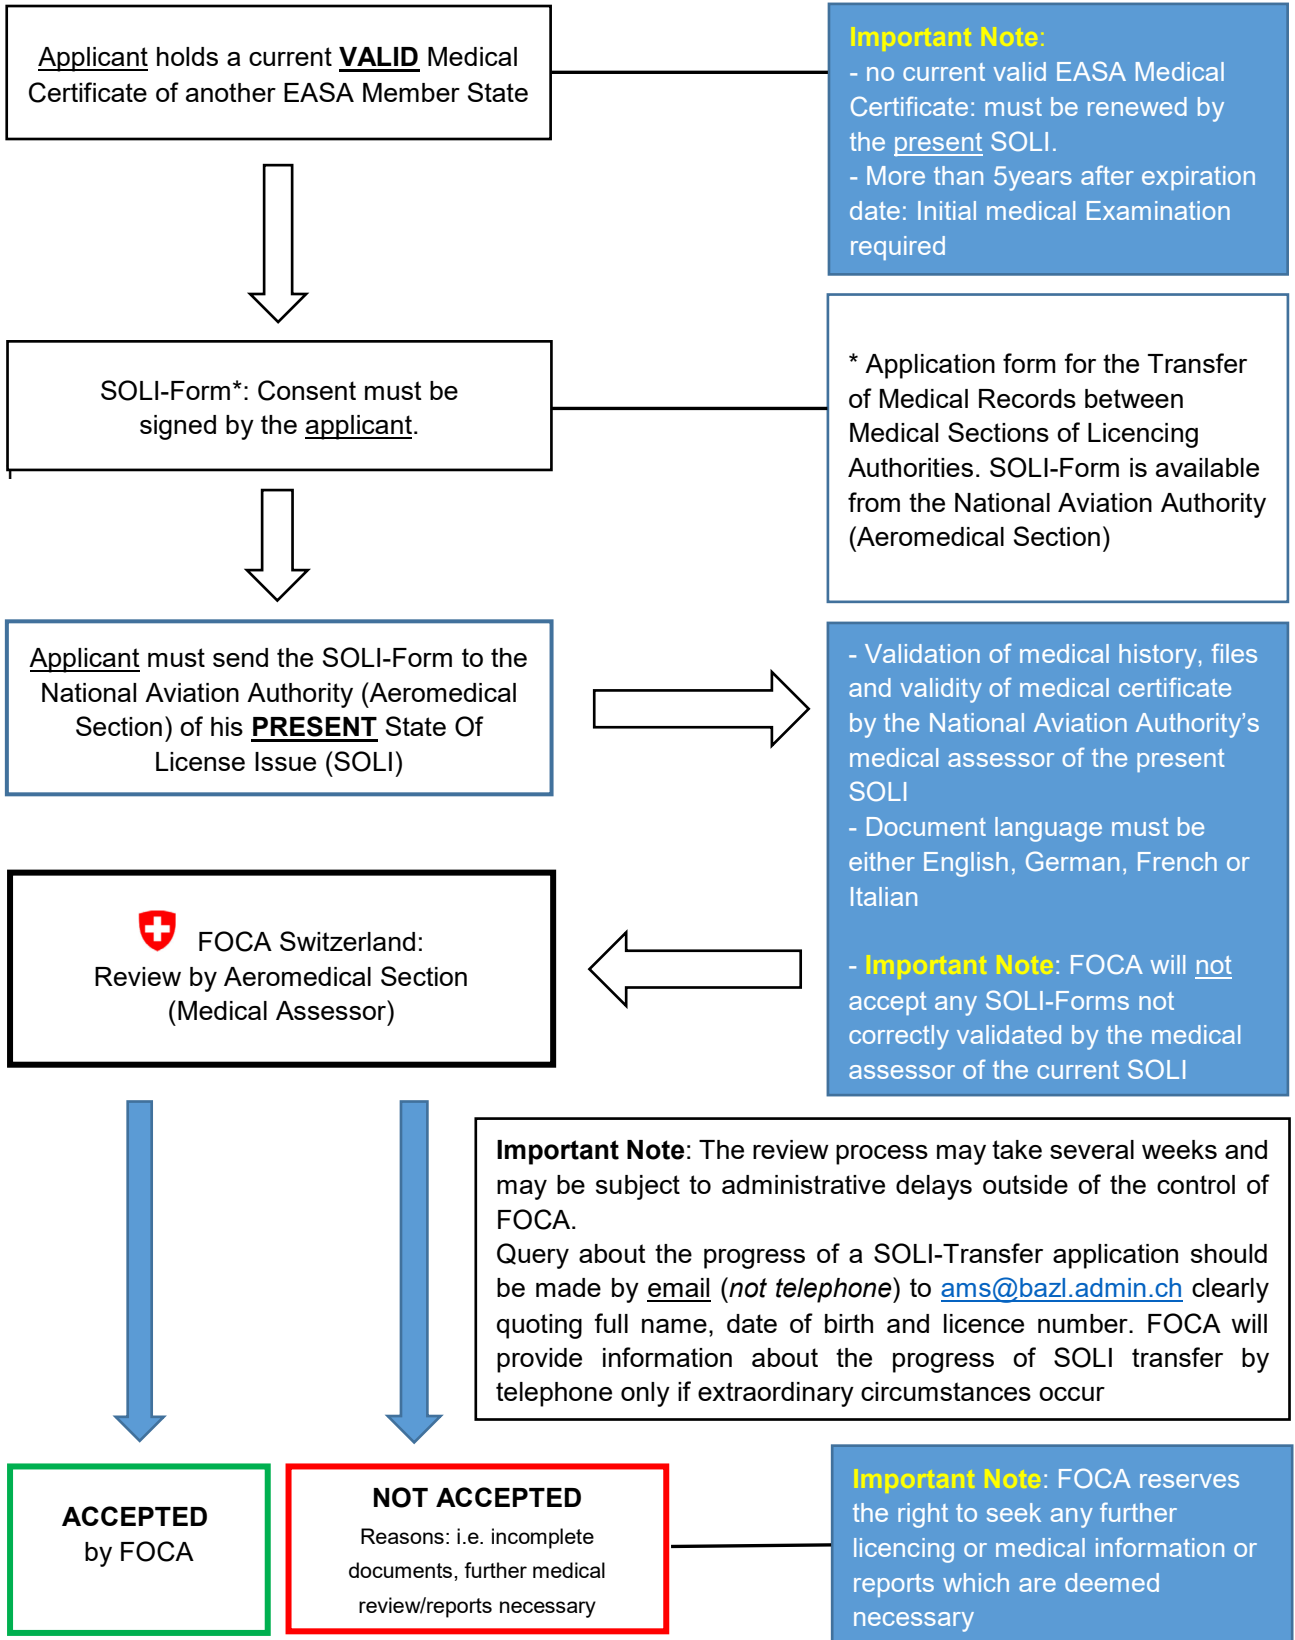 Applicant holds a current VALID Medical
Certificate of another EASA Member State
Important Note:
- no current valid EASA Medical
Certificate: must be renewed by
the present SOLI.
- More than 5years after expiration
date: Initial medical Examination
required
SOLI-Form*: Consent must be
signed by the applicant.
* Application form for the Transfer
of Medical Records between
Medical Sections of Licencing
Authorities. SOLI-Form is available
from the National Aviation Authority
(Aeromedical Section)
Applicant must send the SOLI-Form to the
National Aviation Authority (Aeromedical
Section) of his PRESENT State Of
License Issue (SOLI)
- Validation of medical history, files
and validity of medical certificate
by the National Aviation Authority’s
medical assessor of the present
SOLI
- Document language must be
either English, German, French or
Italian
- Important Note: FOCA will not
accept any SOLI-Forms not
correctly validated by the medical
assessor of the current SOLI
FOCA Switzerland:
Review by Aeromedical Section
(Medical Assessor)
Important Note: The review process may take several weeks and
may be subject to administrative delays outside of the control of
FOCA.
Query about the progress of a SOLI-Transfer application should
be made by email (not telephone) to ams@bazl.admin.ch clearly
quoting full name, date of birth and licence number. FOCA will
provide information about the progress of SOLI transfer by
telephone only if extraordinary circumstances occur
ACCEPTED
by FOCA
NOT ACCEPTED
Reasons: i.e. incomplete
documents, further medical
review/reports necessary
Important Note: FOCA reserves
the right to seek any further
licencing or medical information or
reports which are deemed
necessary